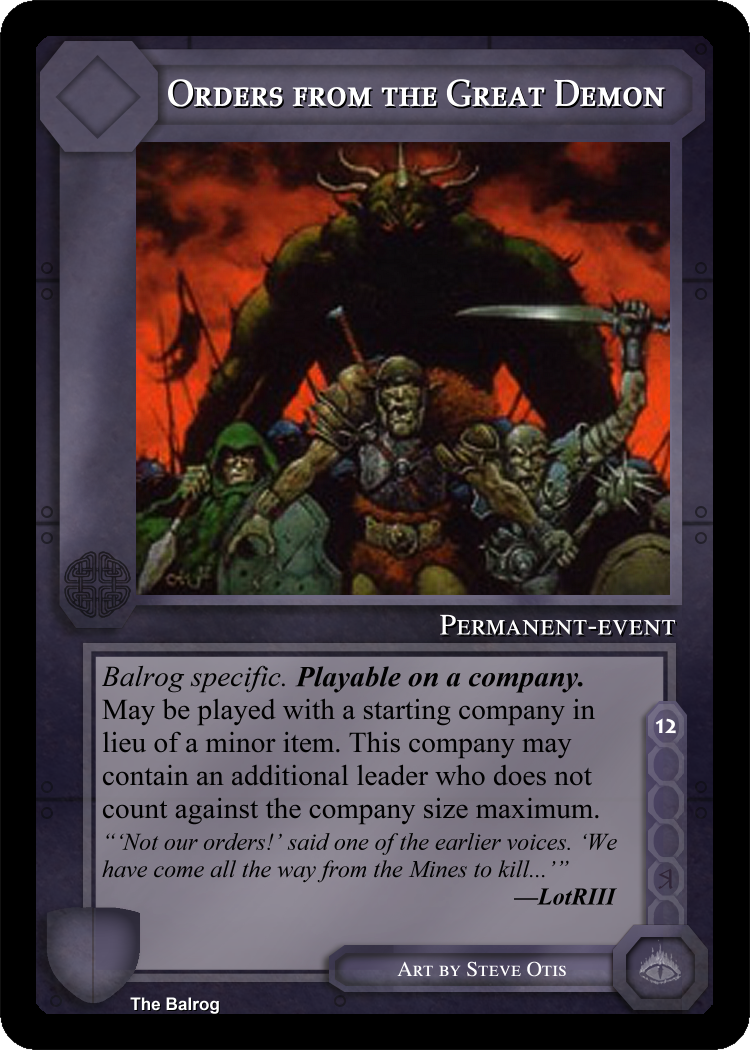 Orders from the Great Demon
Permanent-event
Balrog specific. Playable on a company.
May be played with a starting company in
lieu of a minor item. This company may
contain an additional leader who does not
count against the company size maximum.
“‘Not our orders!’ said one of the earlier voices. ‘We
have come all the way from the Mines to kill...’”
—LotRIII
12
Art by Steve Otis
The Balrog